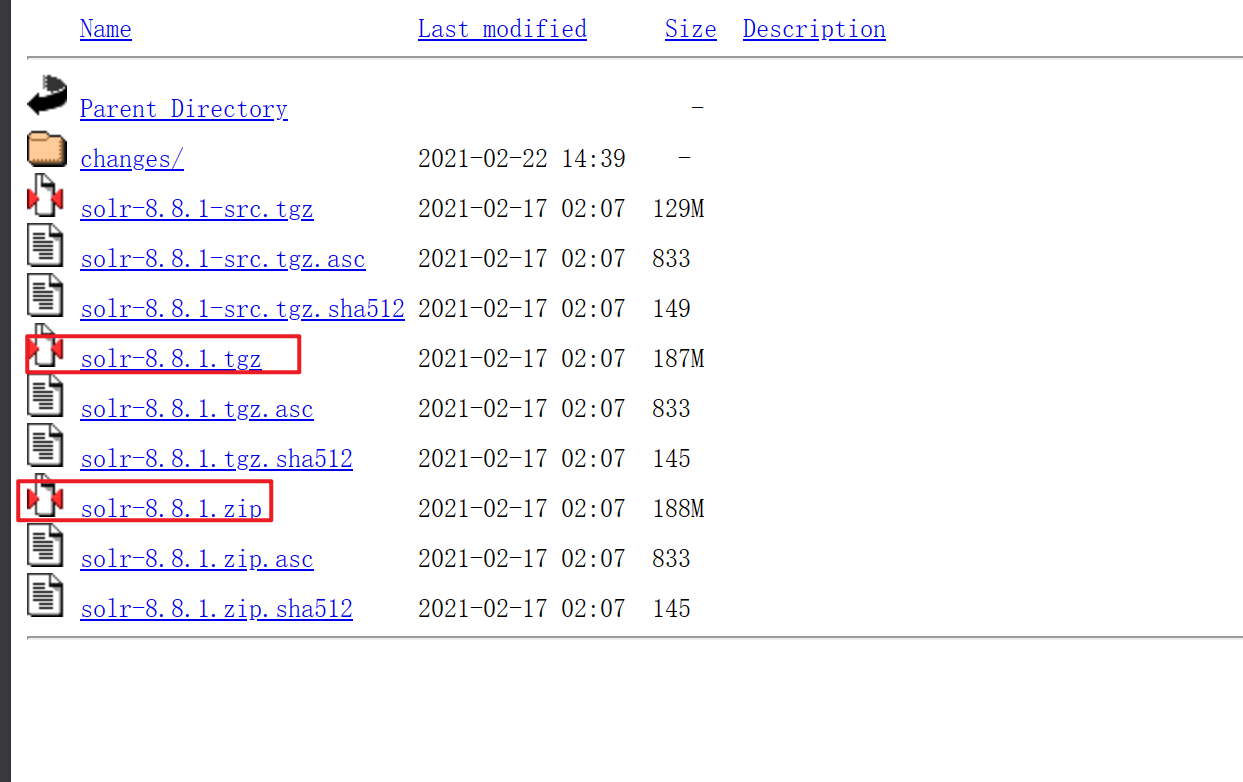 Name Last modified Size Description
Parent Directory -
changes/ 2021-02-22 14:39 -
solr-8.8.1-src.tgz 2021-02-17 02:07 129M
solr-8.8.1-src.tgz.asc 2021-02-17 02:07 833
solr-8.8.1-src.tgz.sha512 2021-02-17 02:07 149
solr-8.8.1.tgz 2021-02-17 02:07 187M
solr-8.8.1.tgz.asc 2021-02-17 02:07 833
solr-8.8.1.tgz.sha512 2021-02-17 02:07 145
solr-8.8.1.zip 2021-02-17 02:07 188M
solr-8.8.1.zip.asc 2021-02-17 02:07 833
solr-8.8.1.zip.sha512 2021-02-17 02:07 145